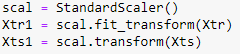 scal = StandardScaler()
Xtr1 = scal.fit_transform(Xtr)
Xts1 = scal.transform(Xts)